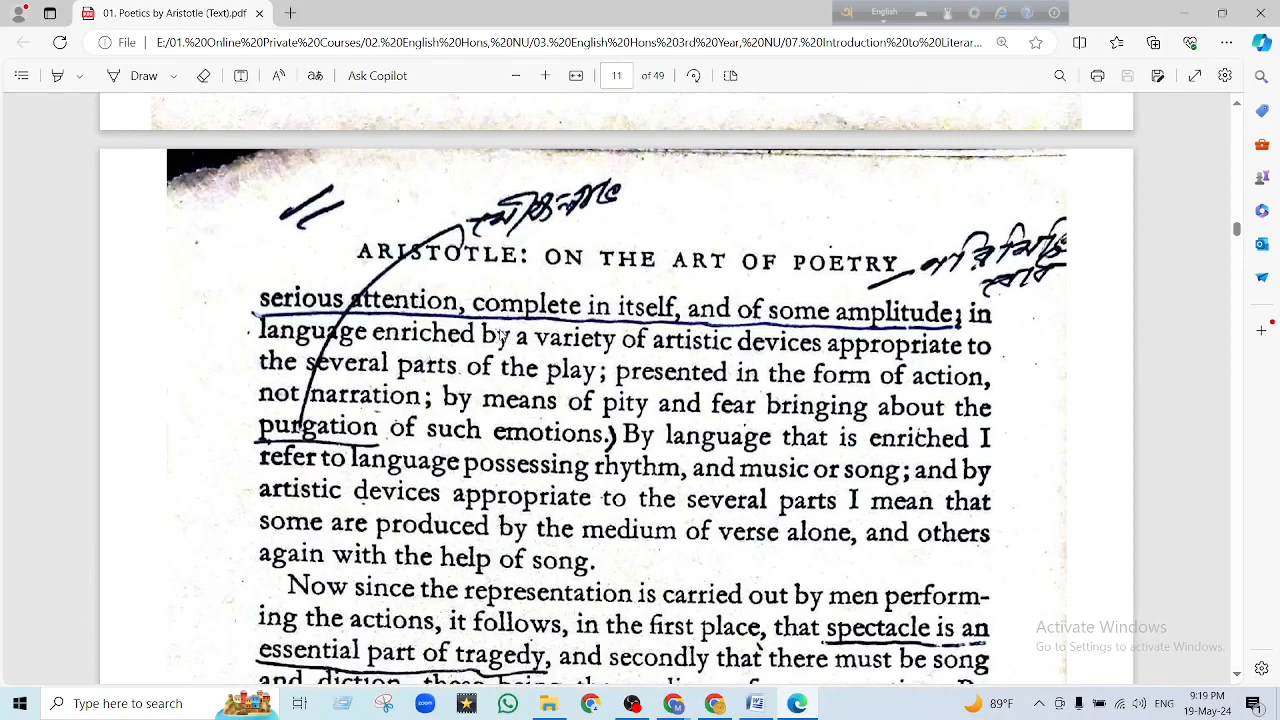 01. Poetics by Aristotle (Text).pdf
English
File
E:/01.%20Online%20Private%20Courses/02.%20English%20Hons,%20NU/03.%20English%20Hons%203rd%20Year,%20NU/07.%20Introduction%20to%20Literar...
Draw
Ask Copilot
11 of 49
ARISTOTLE: ON THE ART OF POETRY
serious attention, complete in itself, and of some amplitude; in
language enriched by a variety of artistic devices appropriate to
the several parts of the play; presented in the form of action,
not narration; by means of pity and fear bringing about the
purgation of such emotions.) By language that is enriched I
refer to language possessing rhythm, and music or song; and by
artistic devices appropriate to the several parts I mean that
some are produced by the medium of verse alone, and others
again with the help of song.
Now since the representation is carried out by men perform-
ing the actions, it follows, in the first place, that spectacle is an
essential part of tragedy, and secondly that there must be song
Activate Windows
Go to Settings to activate Windows.
Type here to search
zoom
89°F
ENG
9:19 PM
19-May-24